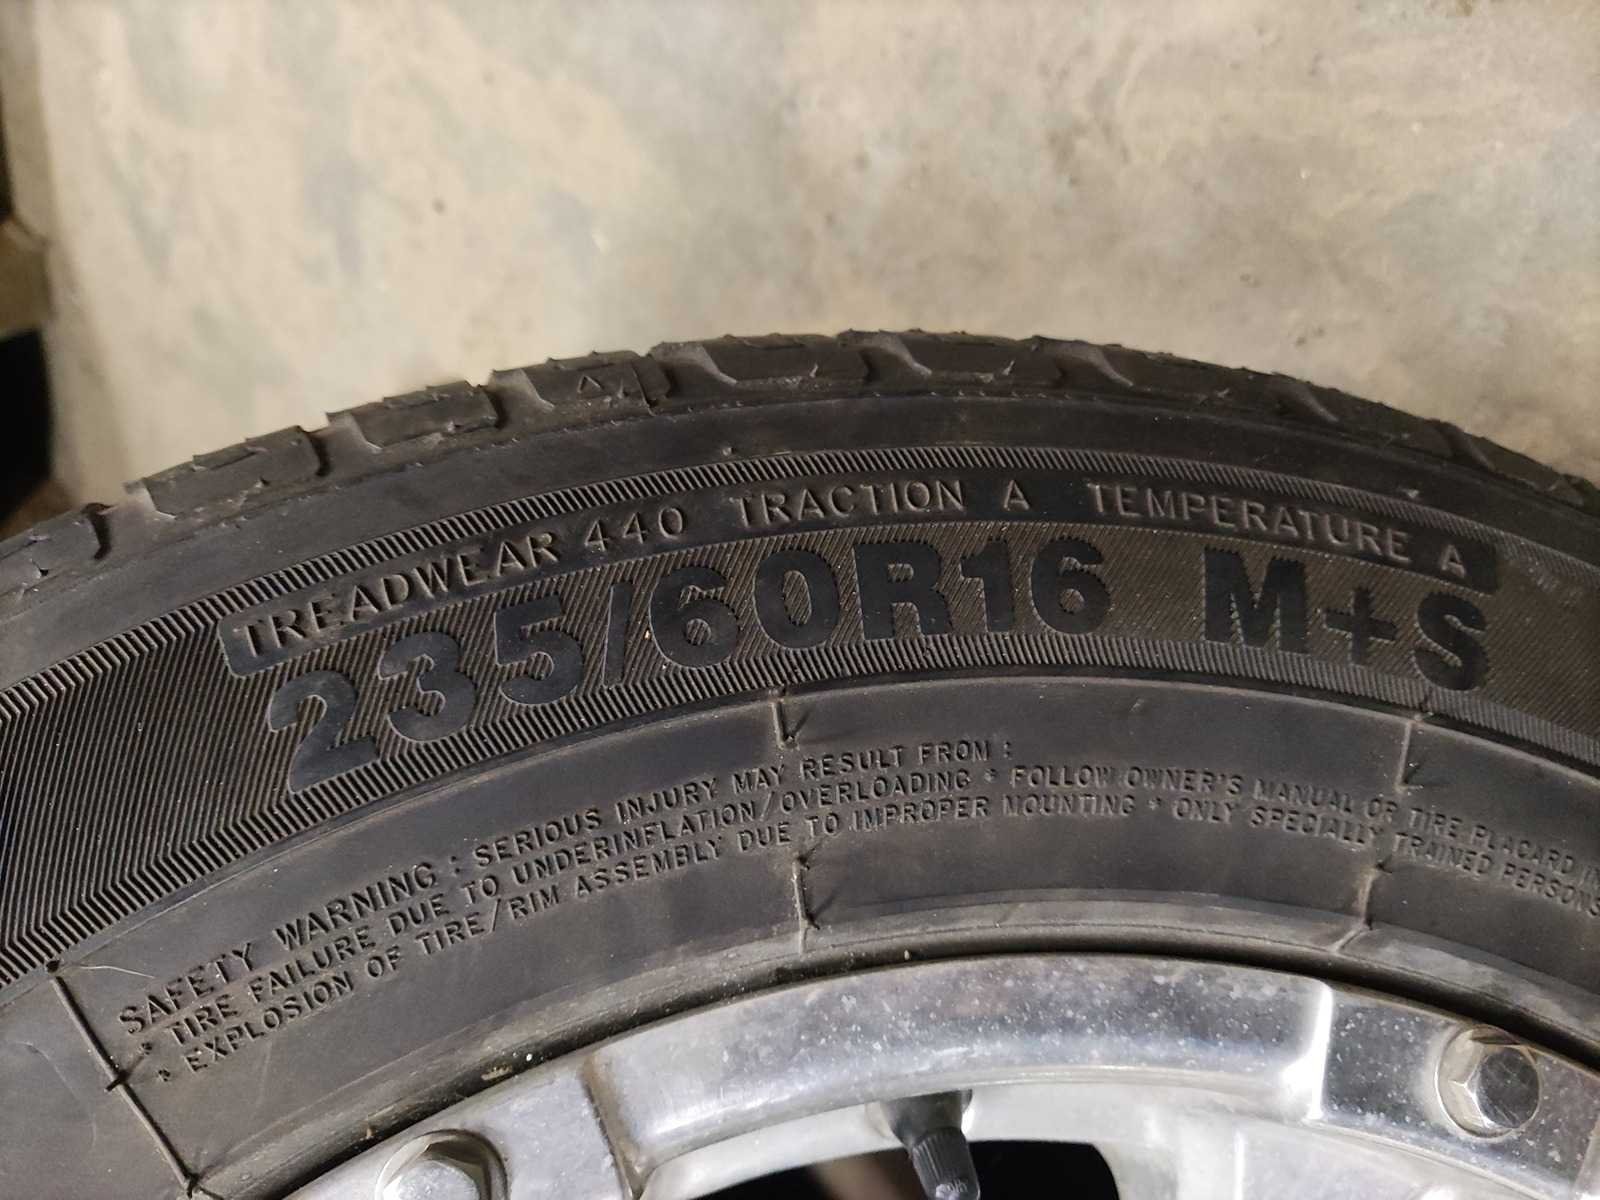 TREADWEAR 440 TRACTION A TEMPERATURE A
235/60R16 M+S
SAFETY WARNING : SERIOUS INJURY MAY RESULT FROM :
* TIRE FAILURE DUE TO UNDERINFLATION/OVERLOADING * FOLLOW OWNER'S MANUAL OR TIRE PLACARD IN
* EXPLOSION OF TIRE/RIM ASSEMBLY DUE TO IMPROPER MOUNTING * ONLY SPECIALLY TRAINED PERSONS